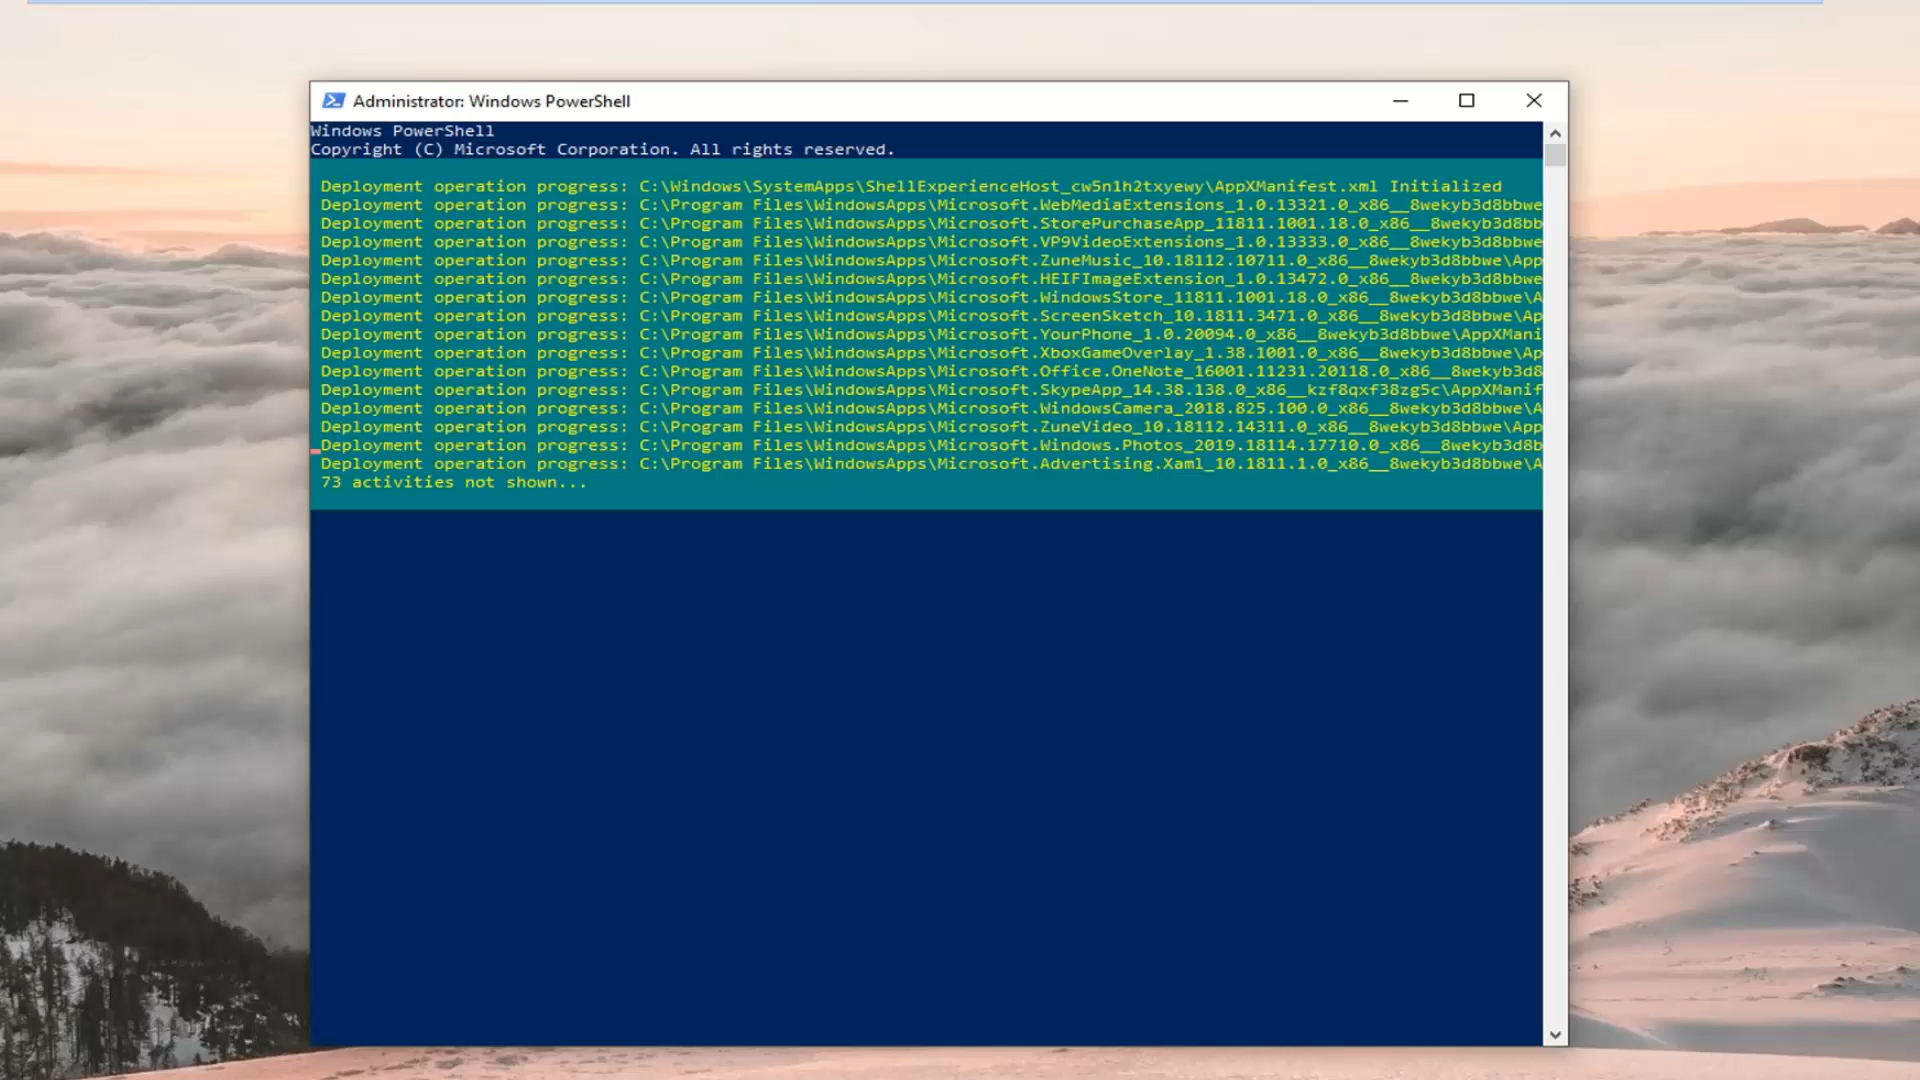 Administrator: Windows PowerShell
Windows PowerShell
Copyright (C) Microsoft Corporation. All rights reserved.
Deployment operation progress: C:\Windows\SystemApps\ShellExperienceHost_cw5n1h2txyewy\AppXManifest.xml Initialized
Deployment operation progress: C:\Program Files\WindowsApps\Microsoft.WebMediaExtensions_1.0.13321.0_x86__8wekyb3d8bbwe
Deployment operation progress: C:\Program Files\WindowsApps\Microsoft.StorePurchaseApp_11811.1001.18.0_x86__8wekyb3d8bb
Deployment operation progress: C:\Program Files\WindowsApps\Microsoft.VP9VideoExtensions_1.0.13333.0_x86__8wekyb3d8bbwe
Deployment operation progress: C:\Program Files\WindowsApps\Microsoft.ZuneMusic_10.18112.10711.0_x86__8wekyb3d8bbwe\App
Deployment operation progress: C:\Program Files\WindowsApps\Microsoft.HEIFImageExtension_1.0.13472.0_x86__8wekyb3d8bbwe
Deployment operation progress: C:\Program Files\WindowsApps\Microsoft.WindowsStore_11811.1001.18.0_x86__8wekyb3d8bbwe\A
Deployment operation progress: C:\Program Files\WindowsApps\Microsoft.ScreenSketch_10.1811.3471.0_x86__8wekyb3d8bbwe\Ap
Deployment operation progress: C:\Program Files\WindowsApps\Microsoft.YourPhone_1.0.20094.0_x86__8wekyb3d8bbwe\AppXMani
Deployment operation progress: C:\Program Files\WindowsApps\Microsoft.XboxGameOverlay_1.38.1001.0_x86__8wekyb3d8bbwe\Ap
Deployment operation progress: C:\Program Files\WindowsApps\Microsoft.Office.OneNote_16001.11231.20118.0_x86__8wekyb3d8
Deployment operation progress: C:\Program Files\WindowsApps\Microsoft.SkypeApp_14.38.138.0_x86__kzf8qxf38zg5c\AppXManif
Deployment operation progress: C:\Program Files\WindowsApps\Microsoft.WindowsCamera_2018.825.100.0_x86__8wekyb3d8bbwe\A
Deployment operation progress: C:\Program Files\WindowsApps\Microsoft.ZuneVideo_10.18112.14311.0_x86__8wekyb3d8bbwe\App
Deployment operation progress: C:\Program Files\WindowsApps\Microsoft.Windows.Photos_2019.18114.17710.0_x86__8wekyb3d8b
Deployment operation progress: C:\Program Files\WindowsApps\Microsoft.Advertising.Xaml_10.1811.1.0_x86__8wekyb3d8bbwe\A
73 activities not shown...